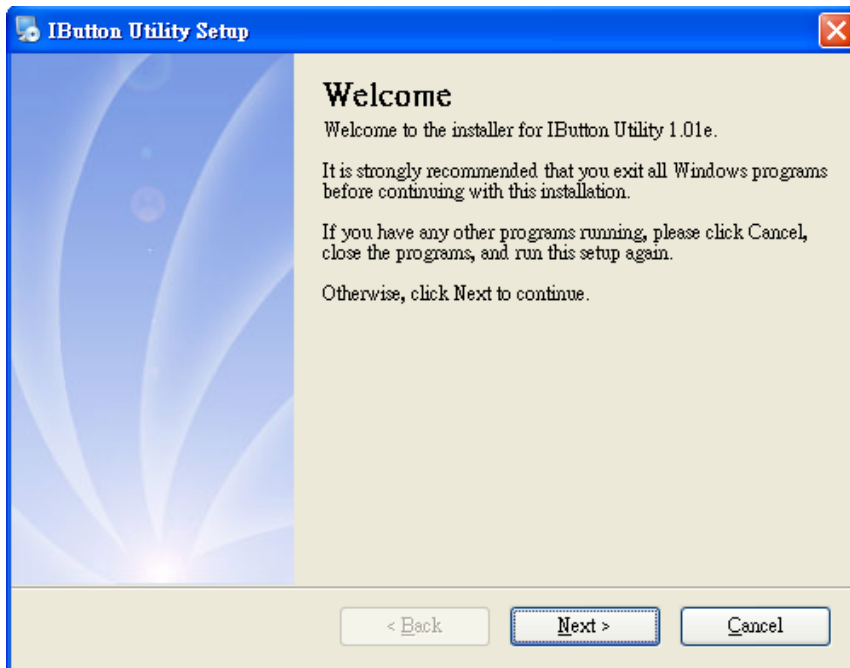 IButton Utility Setup
Welcome
Welcome to the installer for IButton Utility 1.01e.
It is strongly recommended that you exit all Windows programs
before continuing with this installation.
If you have any other programs running, please click Cancel,
close the programs, and run this setup again.
Otherwise, click Next to continue.
< Back
Next >
Cancel